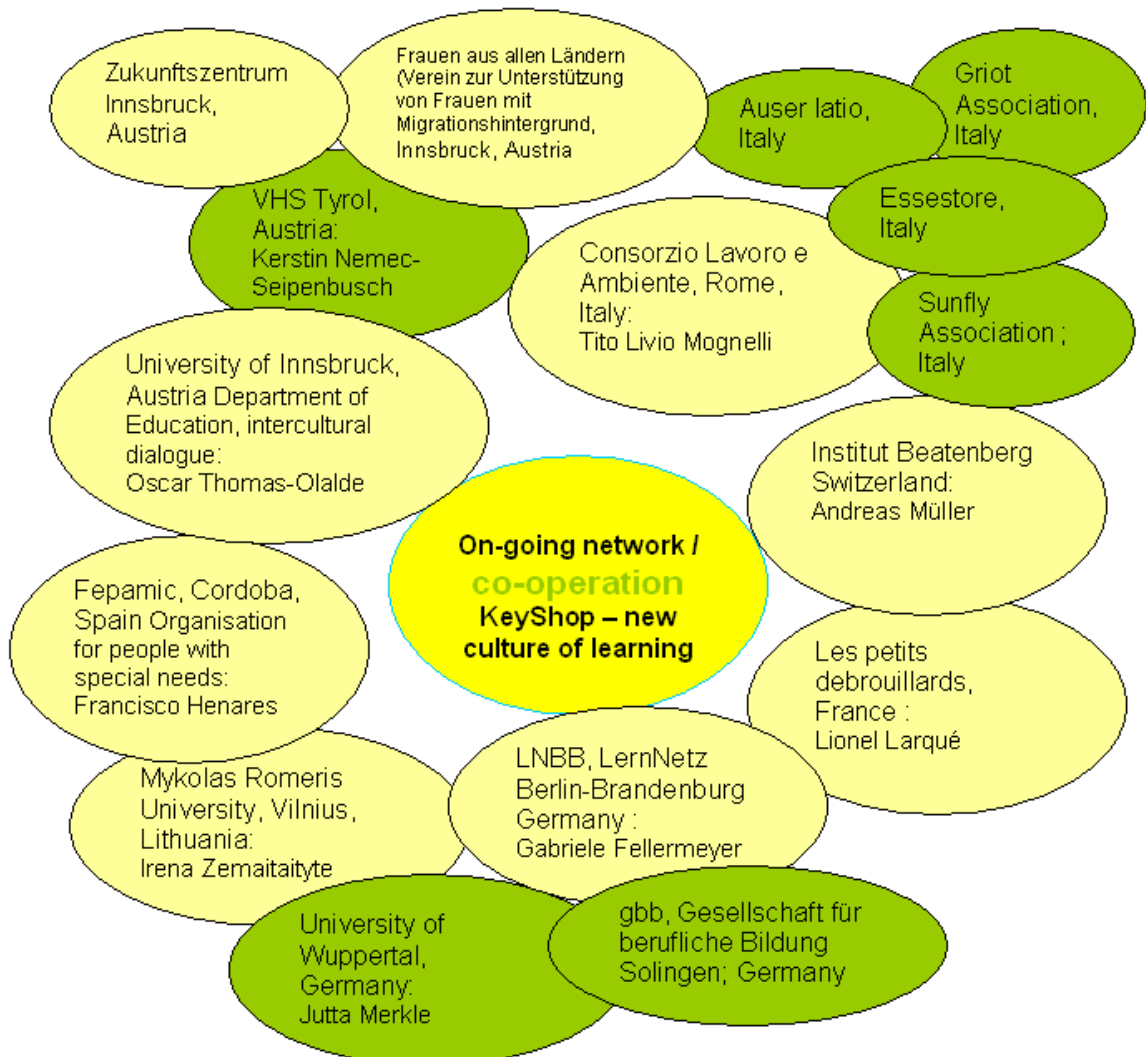 Zukunftszentrum
Innsbruck,
Austria
Frauen aus allen Ländern
(Verein zur Unterstützung
von Frauen mit
Migrationshintergrund,
Innsbruck, Austria
Auser latio,
Italy
Griot
Association,
Italy
VHS Tyrol,
Austria:
Kerstin Nemec-
Seipenbusch
Essestore,
Italy
Consorzio Lavoro e
Ambiente, Rome,
Italy:
Tito Livio Mognelli
Sunfly
Association ;
Italy
University of Innsbruck,
Austria Department of
Education, intercultural
dialogue:
Oscar Thomas-Olalde
Institut Beatenberg
Switzerland:
Andreas Müller
On-going network /
co-operation
KeyShop – new
culture of learning
Fepamic, Cordoba,
Spain Organisation
for people with
special needs:
Francisco Henares
Les petits
debrouillards,
France :
Lionel Larqué
Mykolas Romeris
University, Vilnius,
Lithuania:
Irena Zemaitaityte
LNBB, LernNetz
Berlin-Brandenburg
Germany :
Gabriele Fellermeyer
University of
Wuppertal,
Germany:
Jutta Merkle
gbb, Gesellschaft für
berufliche Bildung
Solingen; Germany